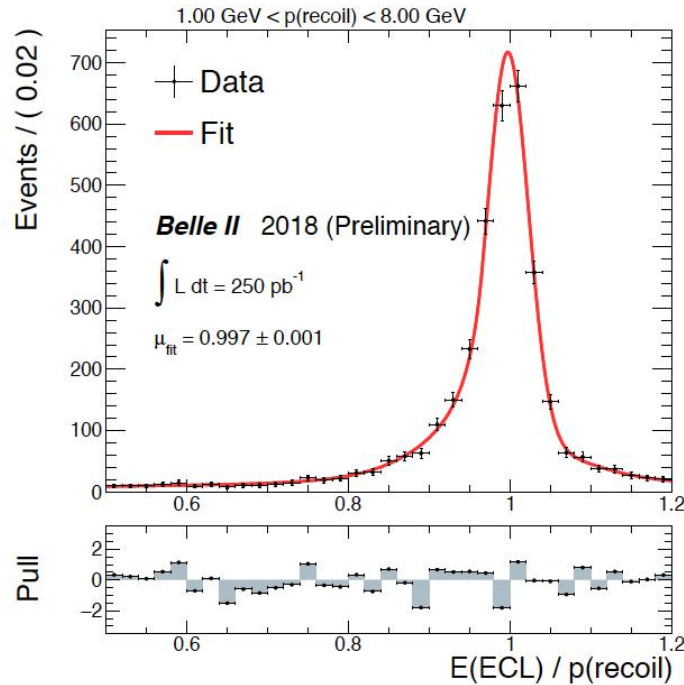 1.00 GeV < p(recoil) < 8.00 GeV
Events / ( 0.02 )
700
600
500
400
300
200
100
0
Data
Fit
Belle II 2018 (Preliminary)
∫ L dt = 250 pb⁻¹
μ_fit = 0.997 ± 0.001
0.6 0.8 1 1.2
Pull
2
0
−2
0.6 0.8 1 1.2
E(ECL) / p(recoil)